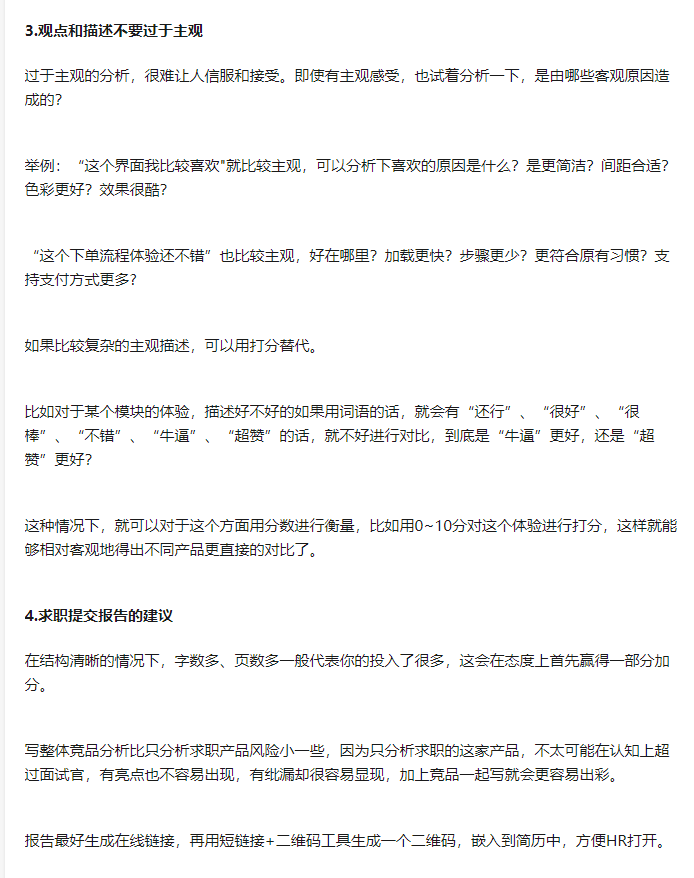 3.观点和描述不要过于主观
过于主观的分析，很难让人信服和接受。即使有主观感受，也试着分析一下，是由哪些客观原因造
成的？
举例：“这个界面我比较喜欢"就比较主观，可以分析下喜欢的原因是什么？是更简洁？间距合适？
色彩更好？效果很酷？
“这个下单流程体验还不错”也比较主观，好在哪里？加载更快？步骤更少？更符合原有习惯？支
持支付方式更多？
如果比较复杂的主观描述，可以用打分替代。
比如对于某个模块的体验，描述好不好的如果用词语的话，就会有“还行”、“很好”、“很
棒”、“不错”、“牛逼”、“超赞”的话，就不好进行对比，到底是“牛逼”更好，还是“超
赞”更好？
这种情况下，就可以对于这个方面用分数进行衡量，比如用0~10分对这个体验进行打分，这样就能
够相对客观地得出不同产品更直接的对比了。
4.求职提交报告的建议
在结构清晰的情况下，字数多、页数多一般代表你的投入了很多，这会在态度上首先赢得一部分加
分。
写整体竞品分析比只分析求职产品风险小一些，因为只分析求职的这家产品，不太可能在认知上超
过面试官，有亮点也不容易出现，有纰漏却很容易显现，加上竞品一起写就会更容易出彩。
报告最好生成在线链接，再用短链接+二维码工具生成一个二维码，嵌入到简历中，方便HR打开。